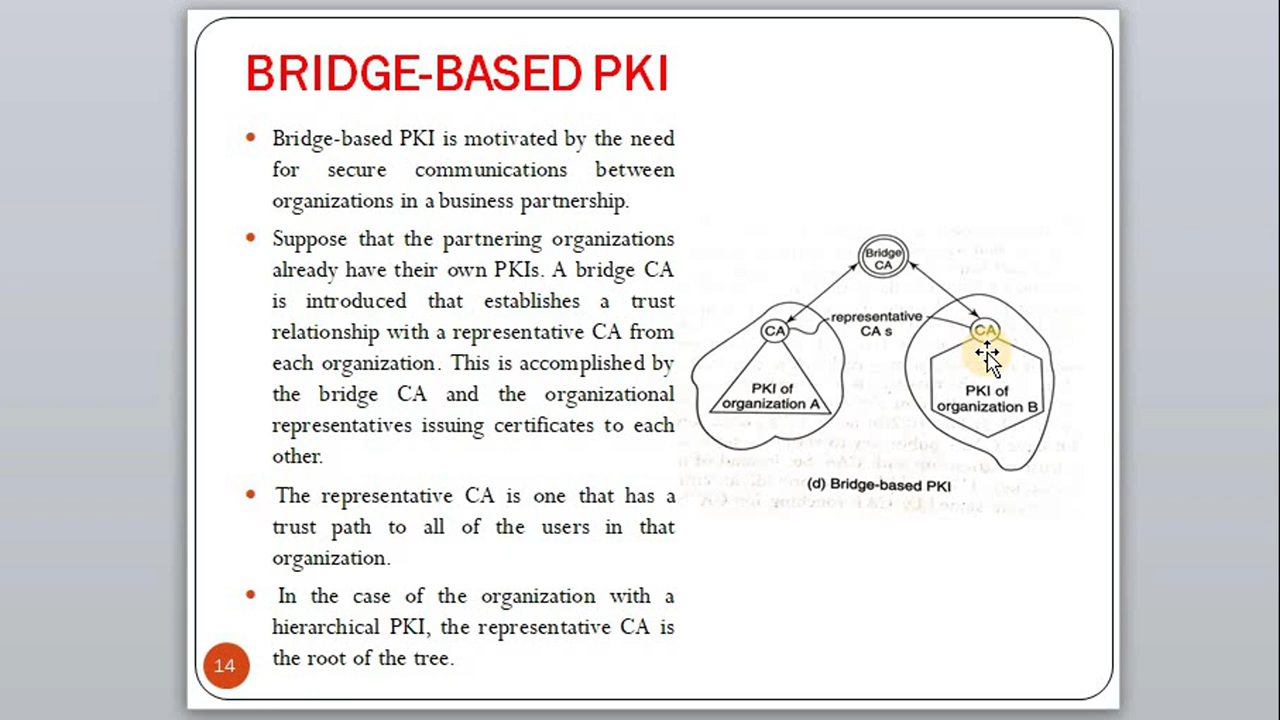 BRIDGE-BASED PKI
• Bridge-based PKI is motivated by the need
for secure communications between
organizations in a business partnership.
• Suppose that the partnering organizations
already have their own PKIs. A bridge CA
is introduced that establishes a trust
relationship with a representative CA from
each organization. This is accomplished by
the bridge CA and the organizational
representatives issuing certificates to each
other.
• The representative CA is one that has a
trust path to all of the users in that
organization.
• In the case of the organization with a
hierarchical PKI, the representative CA is
the root of the tree.
14
Bridge
CA
representative
CA s
CA
CA
PKI of
organization A
PKI of
organization B
(d) Bridge-based PKI